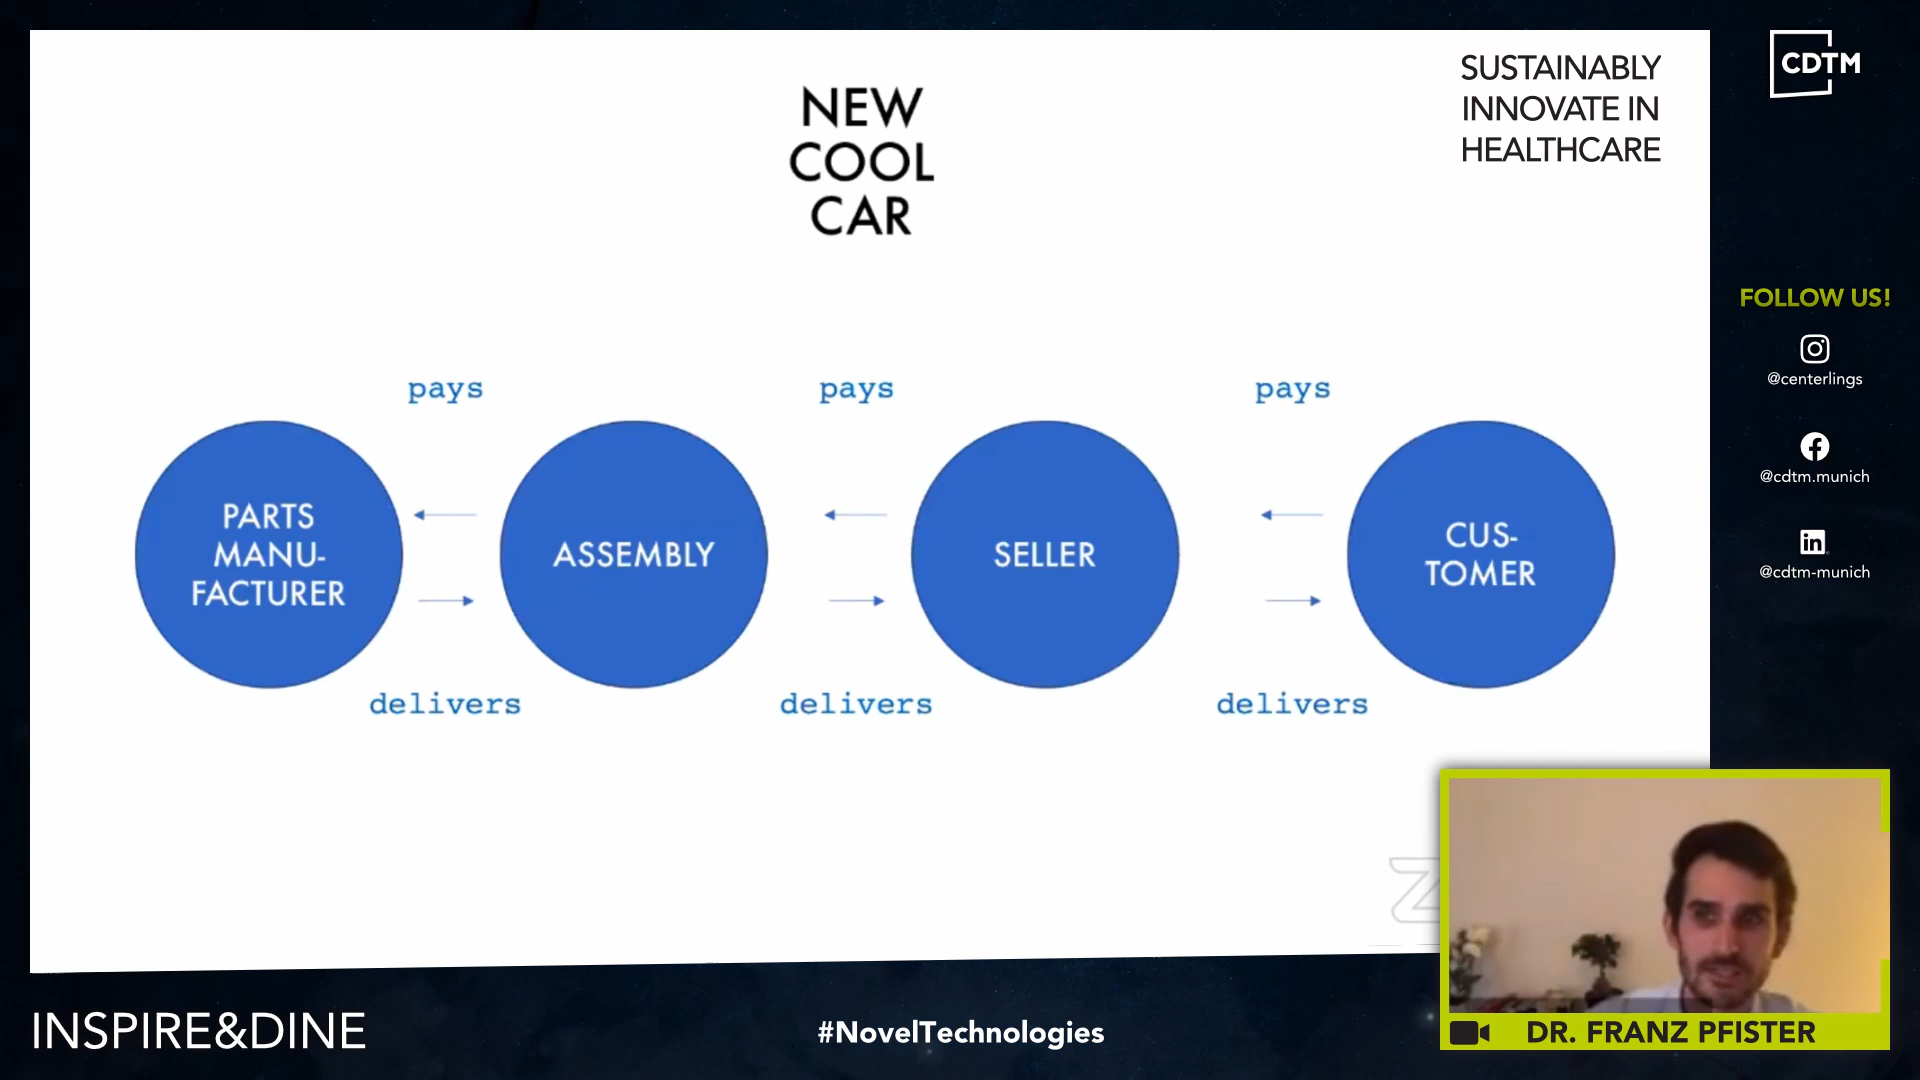 NEW
COOL
CAR
SUSTAINABLY
INNOVATE IN
HEALTHCARE
CDTM
FOLLOW US!
@centerlings
@cdtm.munich
in
@cdtm-munich
pays
pays
pays
PARTS
MANU-
FACTURER
ASSEMBLY
SELLER
CUS-
TOMER
delivers
delivers
delivers
INSPIRE&DINE
#NovelTechnologies
DR. FRANZ PFISTER